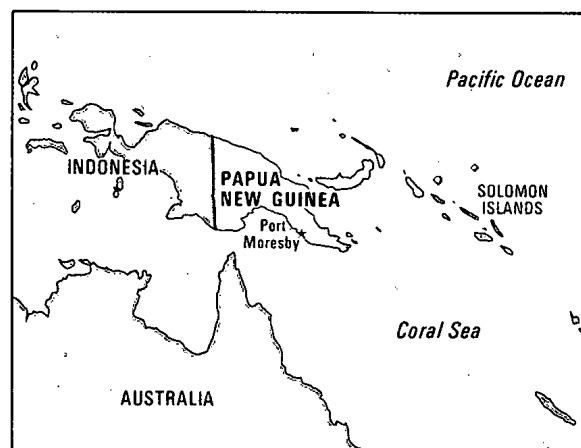 Pacific Ocean
INDONESIA
PAPUA
NEW GUINEA
SOLOMON
ISLANDS
Port
Moresby
Coral Sea
AUSTRALIA